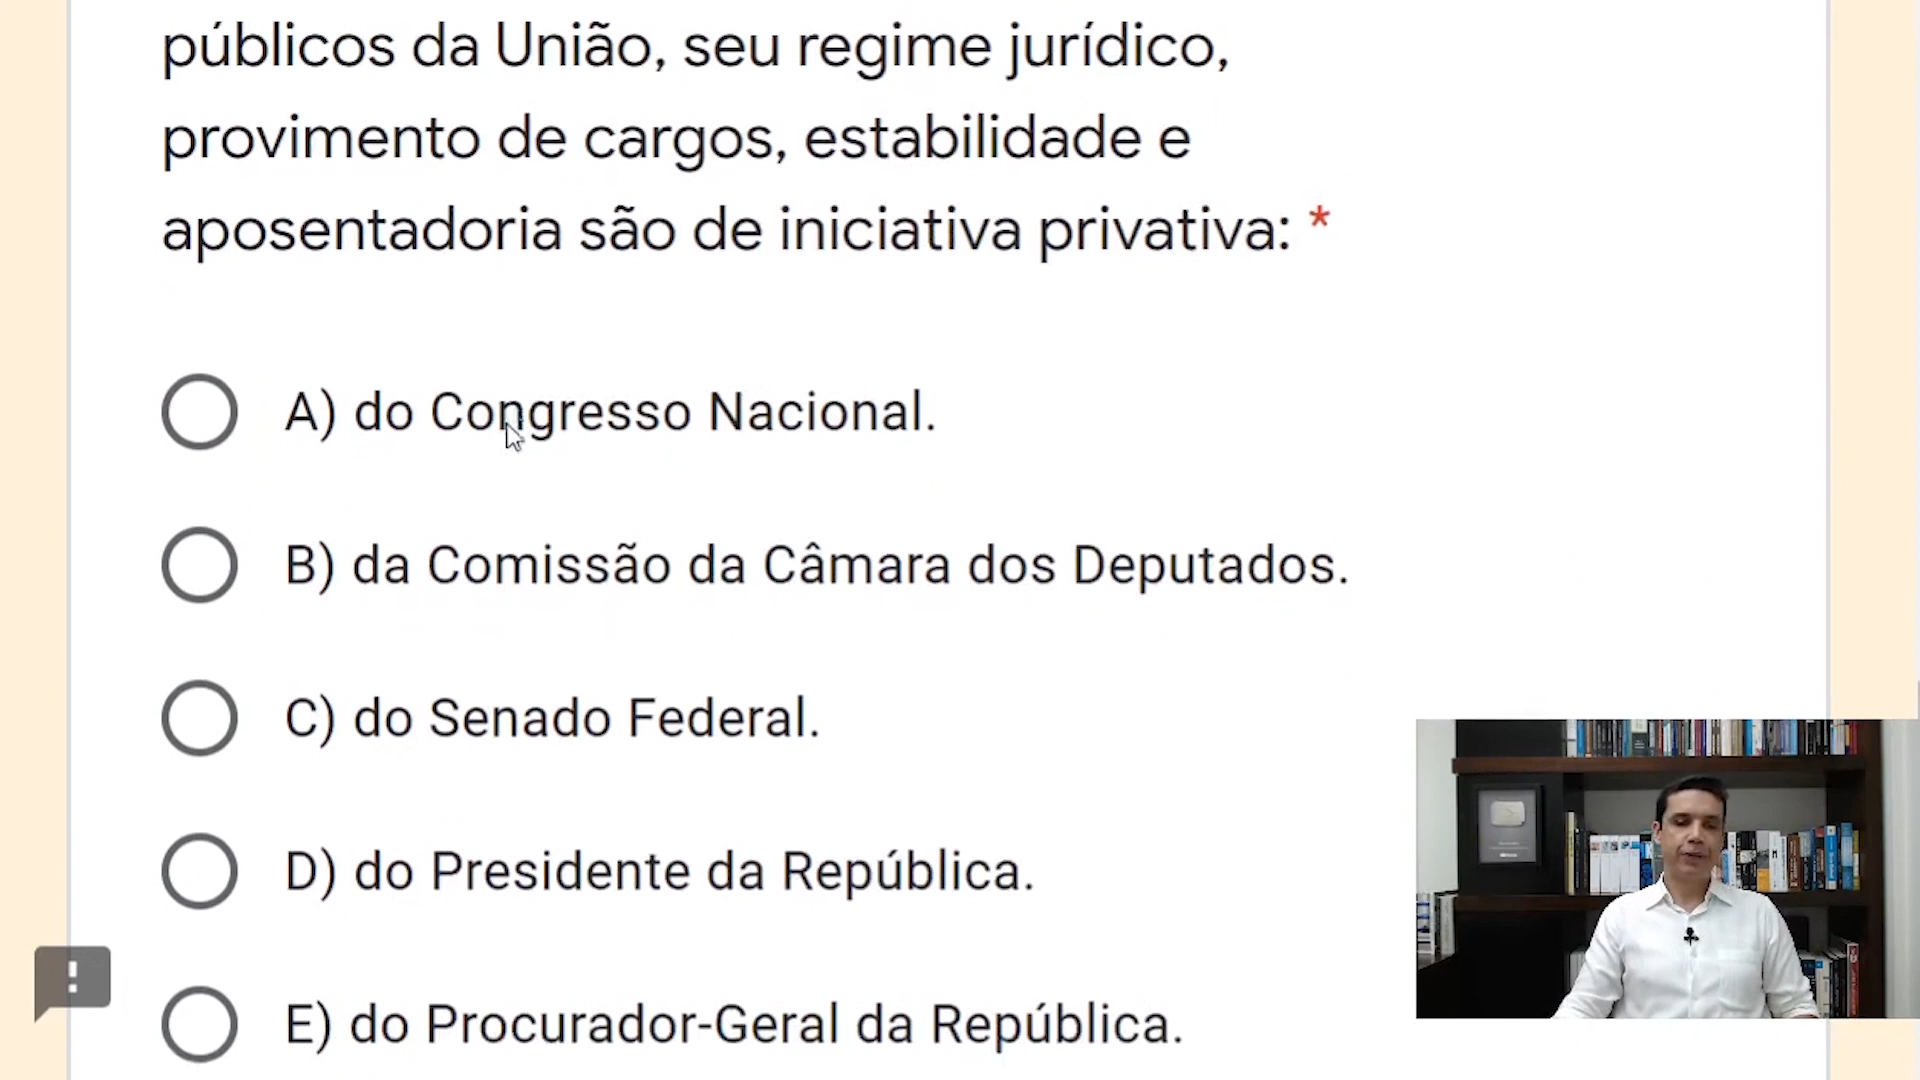 públicos da União, seu regime jurídico,
provimento de cargos, estabilidade e
aposentadoria são de iniciativa privativa: *
A) do Congresso Nacional.
B) da Comissão da Câmara dos Deputados.
C) do Senado Federal.
D) do Presidente da República.
E) do Procurador-Geral da República.